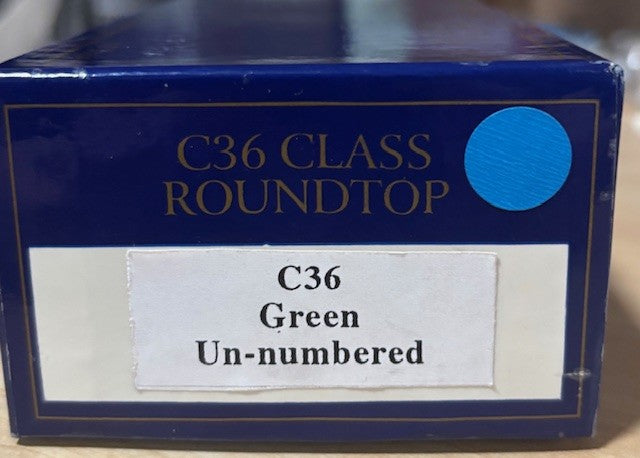 C36 CLASS
ROUNDTOP
C36
Green
Un-numbered